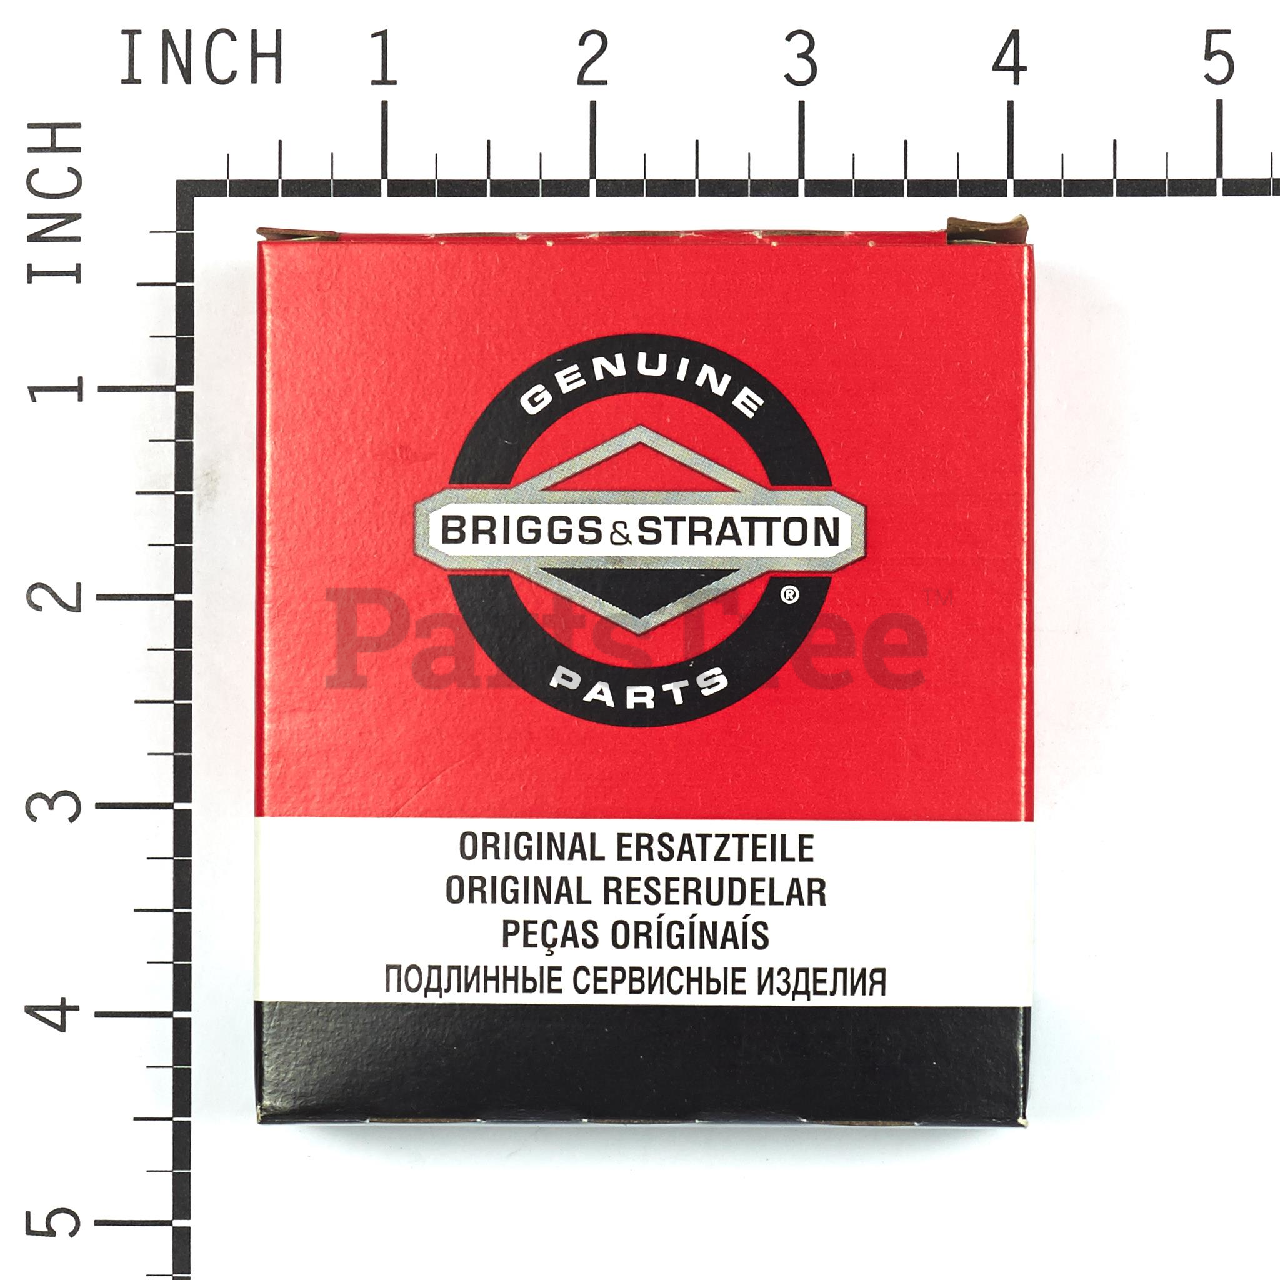 INCH 1 2 3 4 5
INCH
1
2
3
4
5
GENUINE
BRIGGS & STRATTON
®
PARTS
PartsTree™
ORIGINAL ERSATZTEILE
ORIGINAL RESERUDELAR
PEÇAS ORÍGÍNAÍS
ПОДЛИННЫЕ СЕРВИСНЫЕ ИЗДЕЛИЯ